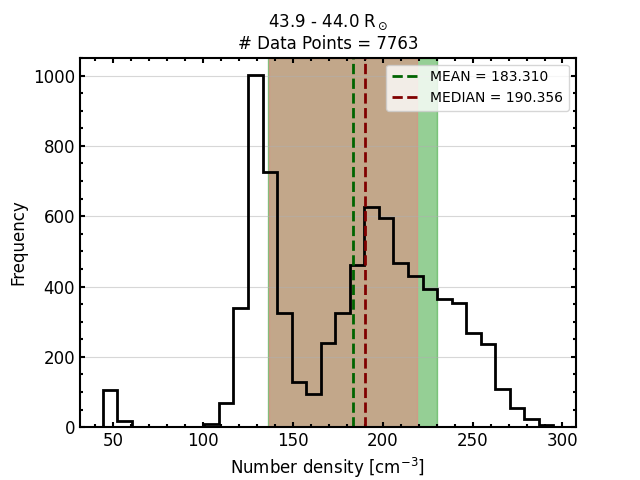 43.9 - 44.0 R⊙
# Data Points = 7763
MEAN = 183.310
MEDIAN = 190.356
Frequency
1000
800
600
400
200
0
50 100 150 200 250 300
Number density [cm⁻³]